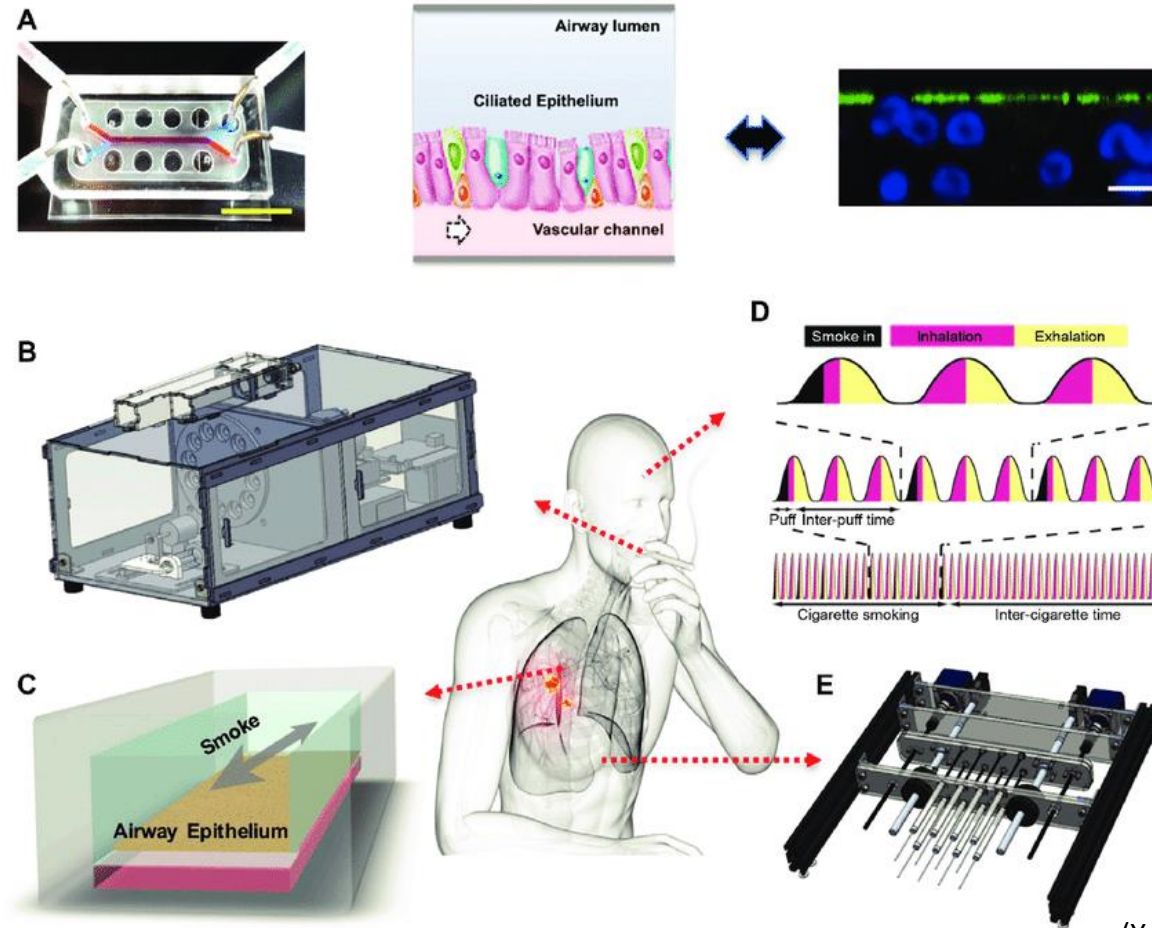 A
Airway lumen
Ciliated Epithelium
Vascular channel
B
D
Smoke in
Inhalation
Exhalation
Puff
Inter-puff time
Cigarette smoking
Inter-cigarette time
C
Smoke
Airway Epithelium
E